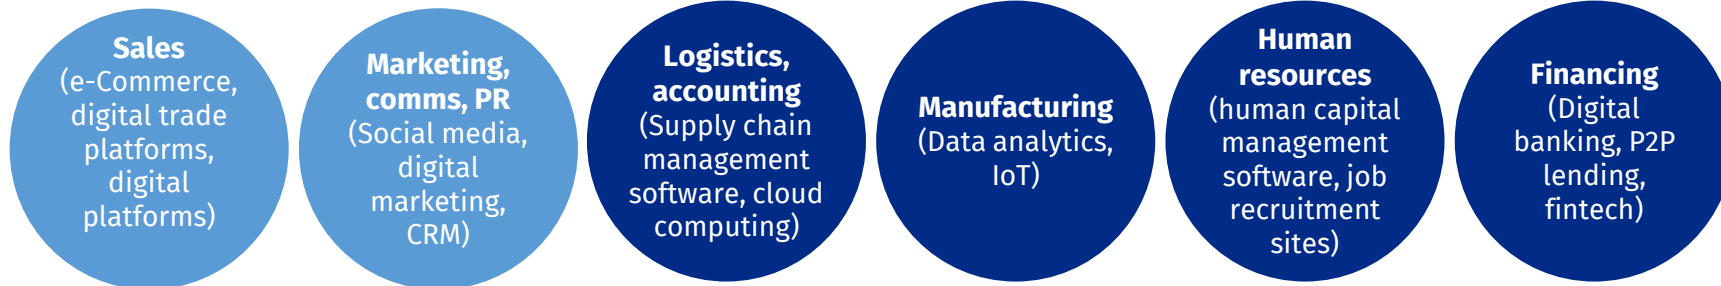 Sales
(e-Commerce,
digital trade
platforms,
digital
platforms)
Marketing,
comms, PR
(Social media,
digital
marketing,
CRM)
Logistics,
accounting
(Supply chain
management
software, cloud
computing)
Manufacturing
(Data analytics,
IoT)
Human
resources
(human capital
management
software, job
recruitment
sites)
Financing
(Digital
banking, P2P
lending,
fintech)